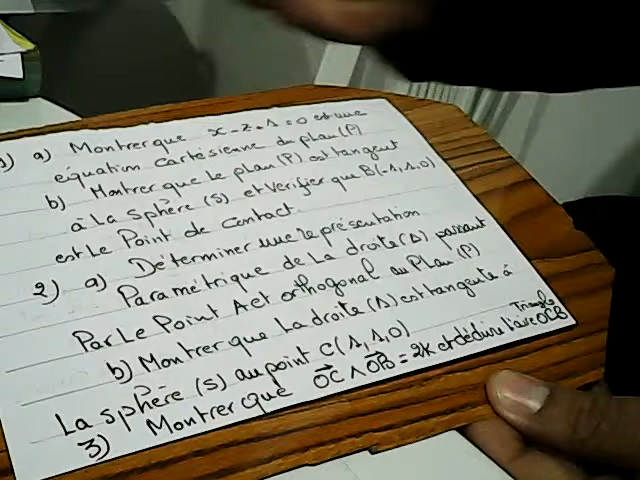 1) a) Montrer que x-z+1=0 est une
équation cartésienne du plan (P)
b) Montrer que le plan (P) est tangent
à la sphère (S) et vérifier que B(-1,1,0)
est Le Point de contact.
2) a) Déterminer une représentation
Paramétrique de La droite (Δ) passant
Par Le Point A et orthogonal au Plan (P)
b) Montrer que La droite (Δ) est tangente à
La sphère (S) au point C(1,1,0)
3) Montrer que OC ∧ OB = 2k et déduire l'aire Triangle OCB